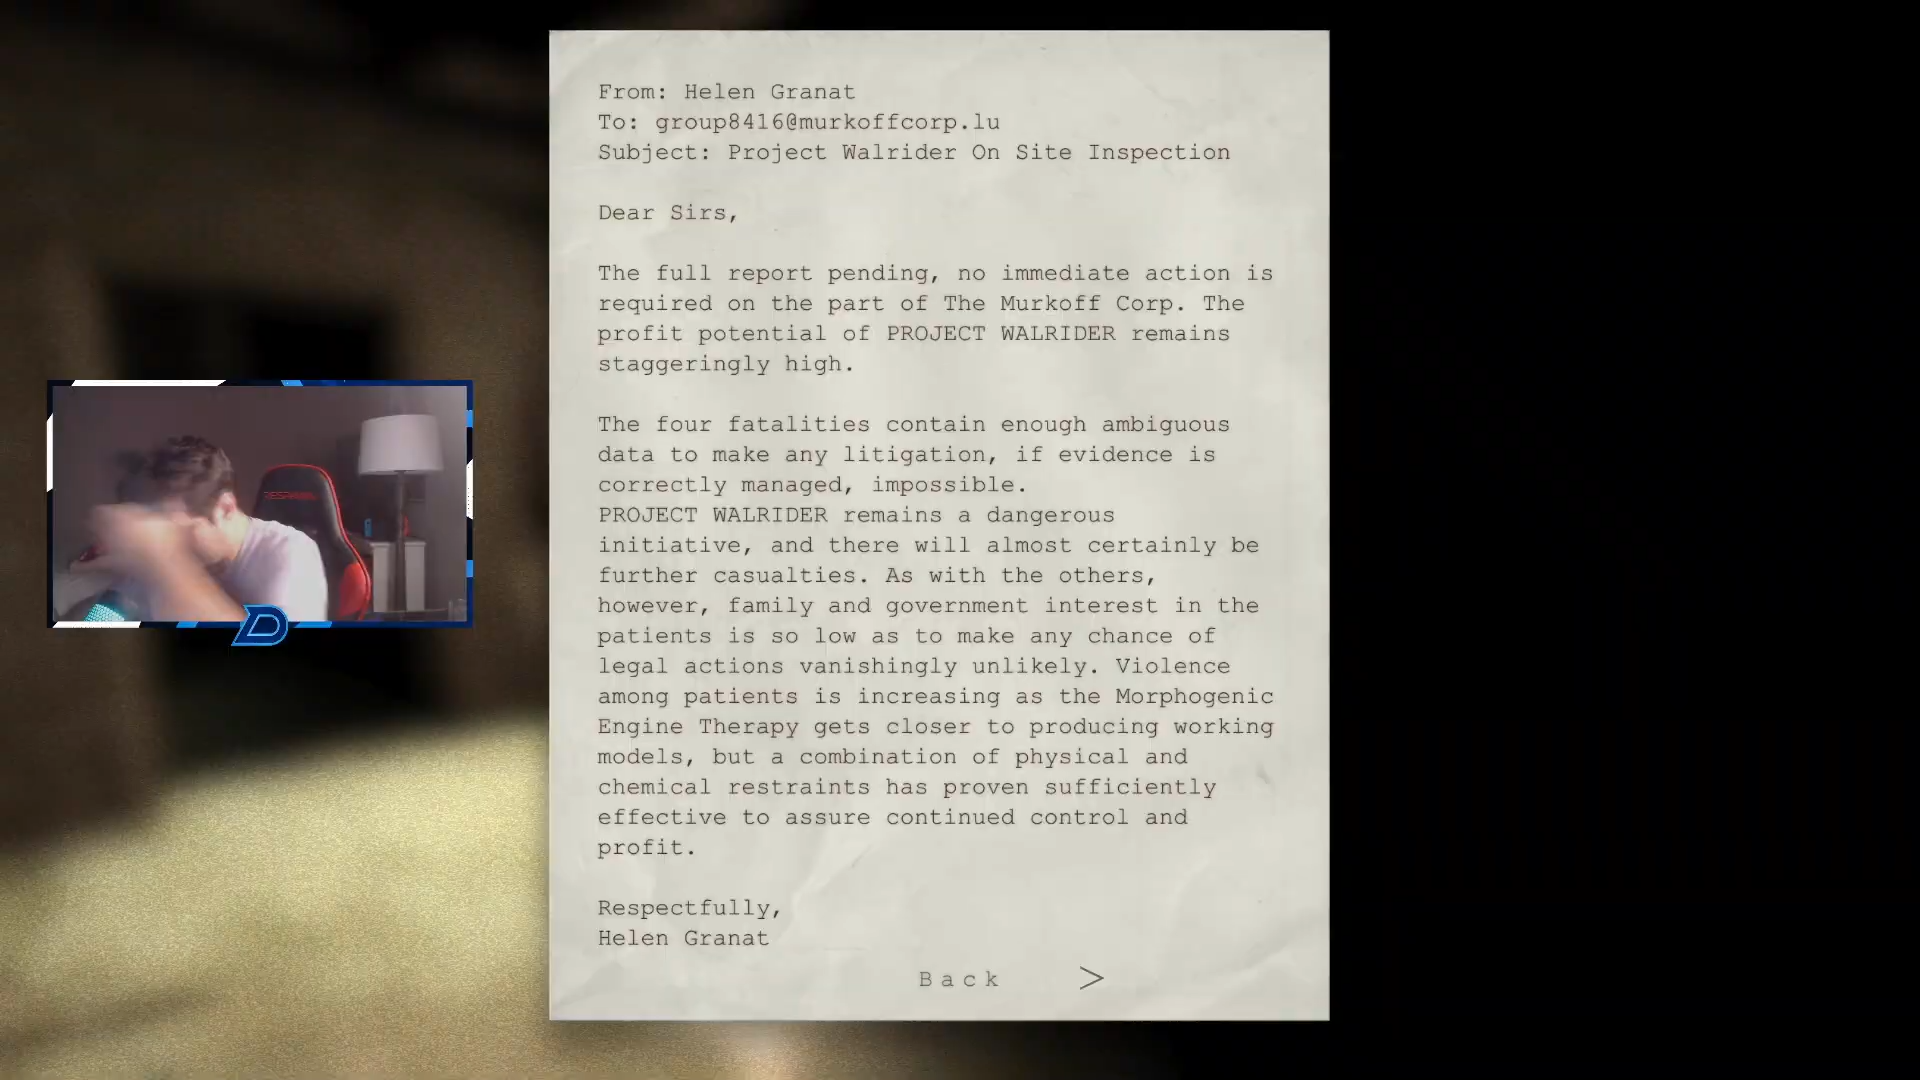 From: Helen Granat
To: group8416@murkoffcorp.lu
Subject: Project Walrider On Site Inspection
Dear Sirs,
The full report pending, no immediate action is
required on the part of The Murkoff Corp. The
profit potential of PROJECT WALRIDER remains
staggeringly high.
The four fatalities contain enough ambiguous
data to make any litigation, if evidence is
correctly managed, impossible.
PROJECT WALRIDER remains a dangerous
initiative, and there will almost certainly be
further casualties. As with the others,
however, family and government interest in the
patients is so low as to make any chance of
legal actions vanishingly unlikely. Violence
among patients is increasing as the Morphogenic
Engine Therapy gets closer to producing working
models, but a combination of physical and
chemical restraints has proven sufficiently
effective to assure continued control and
profit.
Respectfully,
Helen Granat
Back >